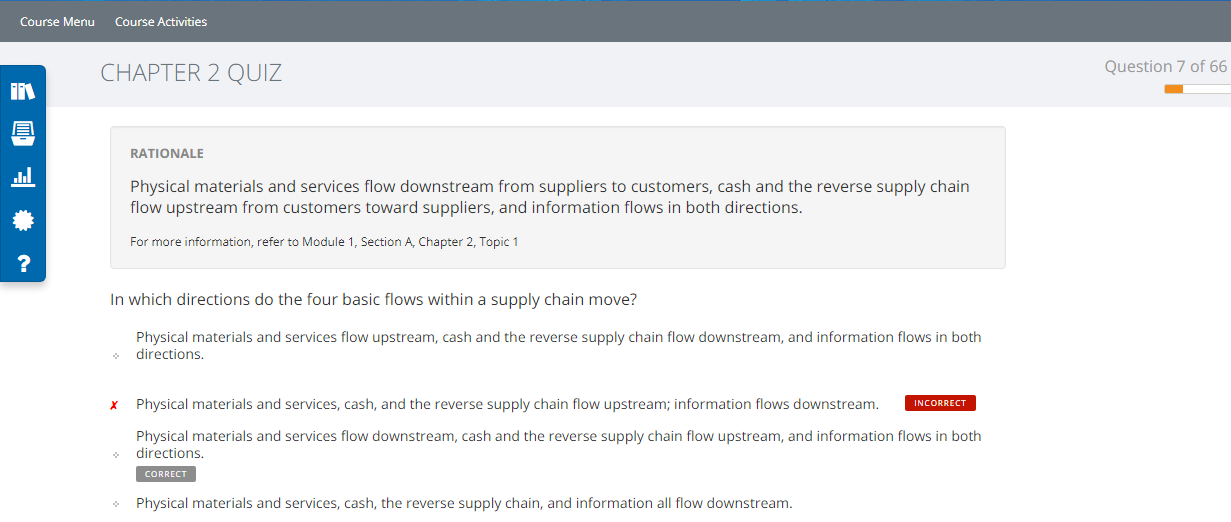 Course Menu Course Activities
CHAPTER 2 QUIZ
Question 7 of 66
RATIONALE
Physical materials and services flow downstream from suppliers to customers, cash and the reverse supply chain
flow upstream from customers toward suppliers, and information flows in both directions.
For more information, refer to Module 1, Section A, Chapter 2, Topic 1
In which directions do the four basic flows within a supply chain move?
Physical materials and services flow upstream, cash and the reverse supply chain flow downstream, and information flows in both
directions.
✗ Physical materials and services, cash, and the reverse supply chain flow upstream; information flows downstream. INCORRECT
Physical materials and services flow downstream, cash and the reverse supply chain flow upstream, and information flows in both
directions.
CORRECT
Physical materials and services, cash, the reverse supply chain, and information all flow downstream.
?